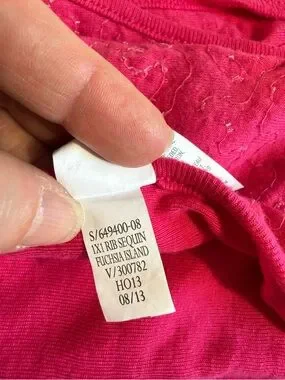 S/649400-08
1X1 RIB SEQUIN
FUCHSIA ISLAND
V/300782
HO13
08/13